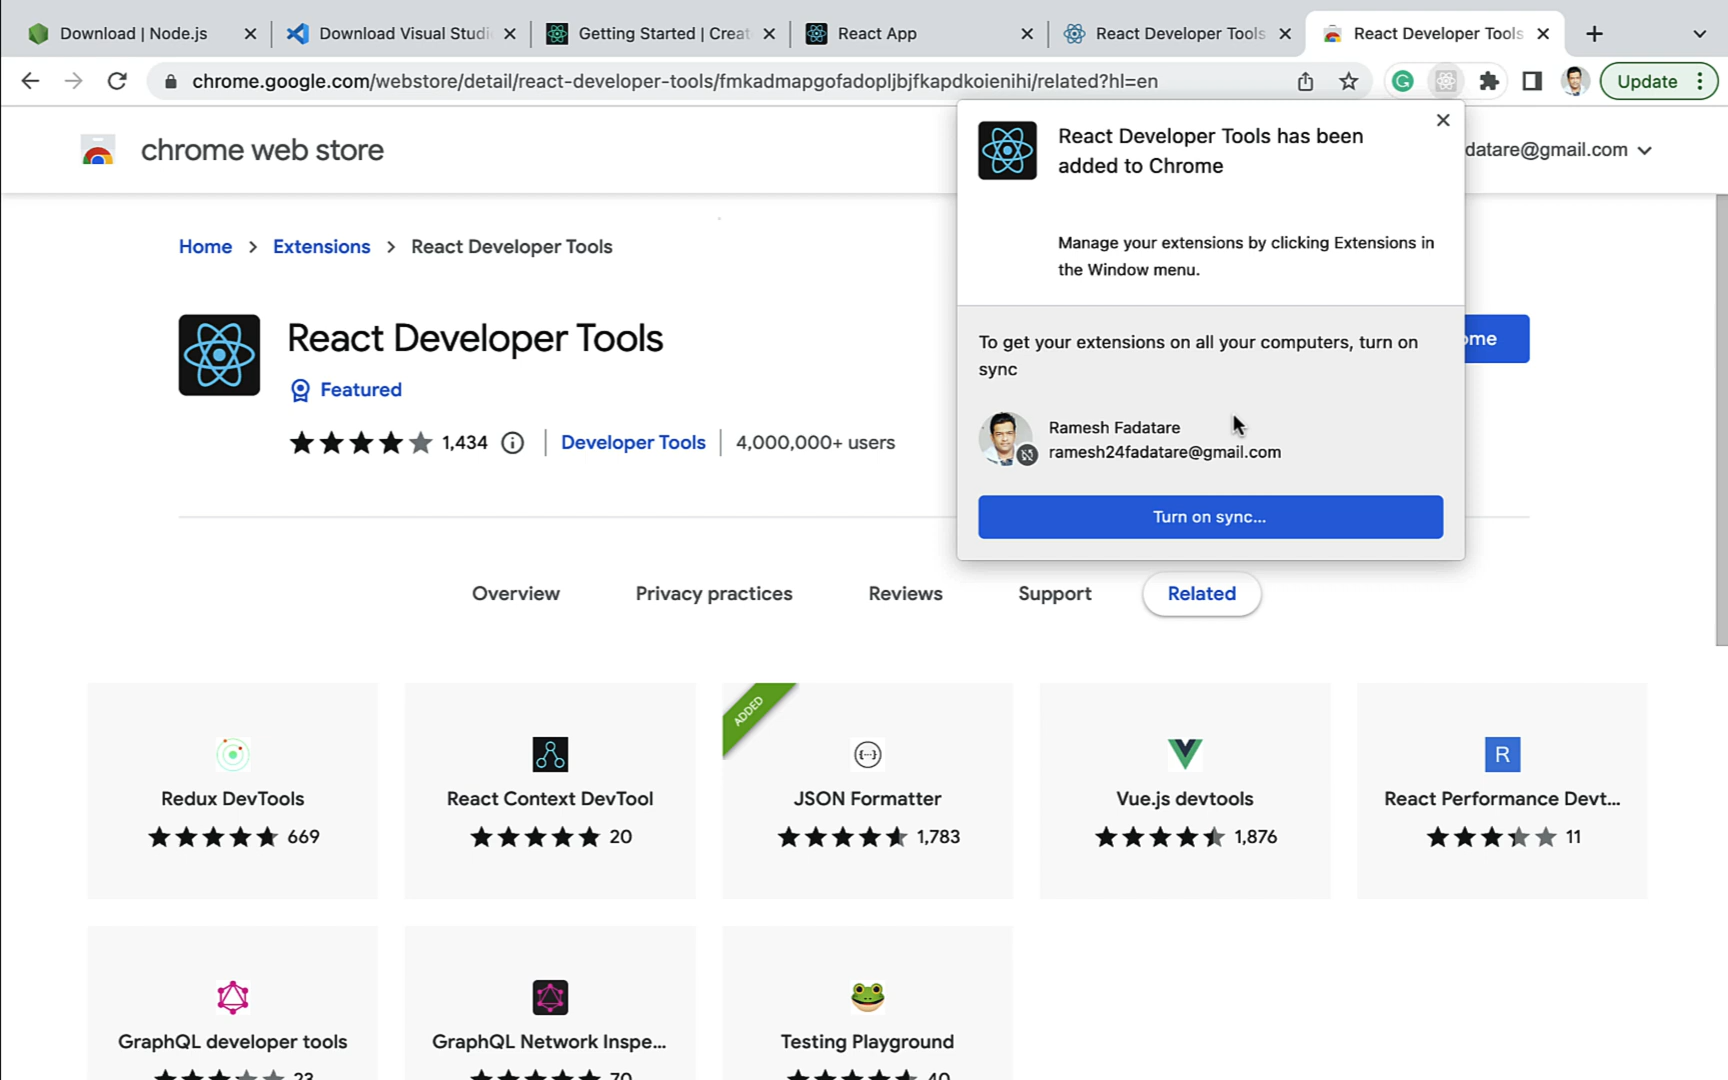 Download | Node.js
Download Visual Studi
Getting Started | Creat
React App
React Developer Tools
React Developer Tools
chrome.google.com/webstore/detail/react-developer-tools/fmkadmapgofadopljbjfkapdkoienihi/related?hl=en
Update
chrome web store
datare@gmail.com
React Developer Tools has been
added to Chrome
Manage your extensions by clicking Extensions in
the Window menu.
To get your extensions on all your computers, turn on
sync
Ramesh Fadatare
ramesh24fadatare@gmail.com
Turn on sync...
Home > Extensions > React Developer Tools
React Developer Tools
ome
Featured
1,434
Developer Tools
4,000,000+ users
Overview
Privacy practices
Reviews
Support
Related
Redux DevTools
669
React Context DevTool
20
ADDED
JSON Formatter
1,783
Vue.js devtools
1,876
R
React Performance Devt...
11
GraphQL developer tools
23
GraphQL Network Inspe...
70
Testing Playground
40